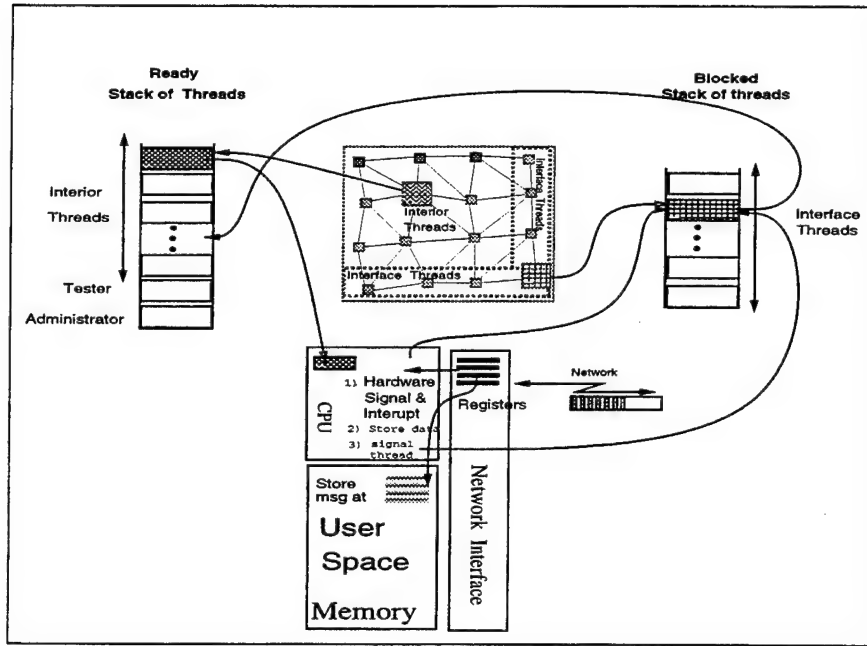 Ready
Stack of Threads
Blocked
Stack of threads
Interior
Threads
Tester
Administrator
Interior
Threads
Interface Threads
Interface Threads
Interface
Threads
CPU
1) Hardware
Signal &
Interupt
2) Store data
3) signal
thread
Registers
Network
Network Interface
Store
msg at
User
Space
Memory